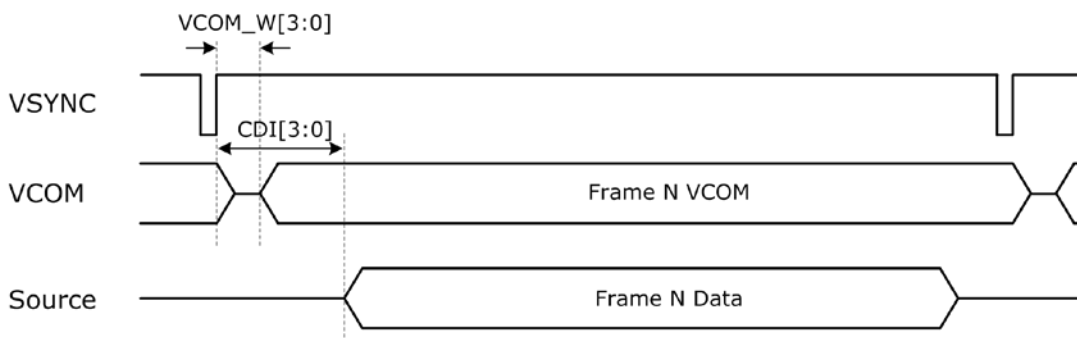 VCOM_W[3:0]
VSYNC
CDI[3:0]
VCOM
Frame N VCOM
Source
Frame N Data